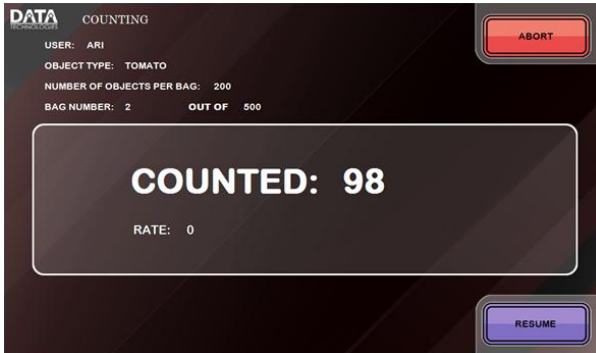 DATA COUNTING
TECHNOLOGIES
ABORT
USER: ARI
OBJECT TYPE: TOMATO
NUMBER OF OBJECTS PER BAG: 200
BAG NUMBER: 2 OUT OF 500
COUNTED: 98
RATE: 0
RESUME